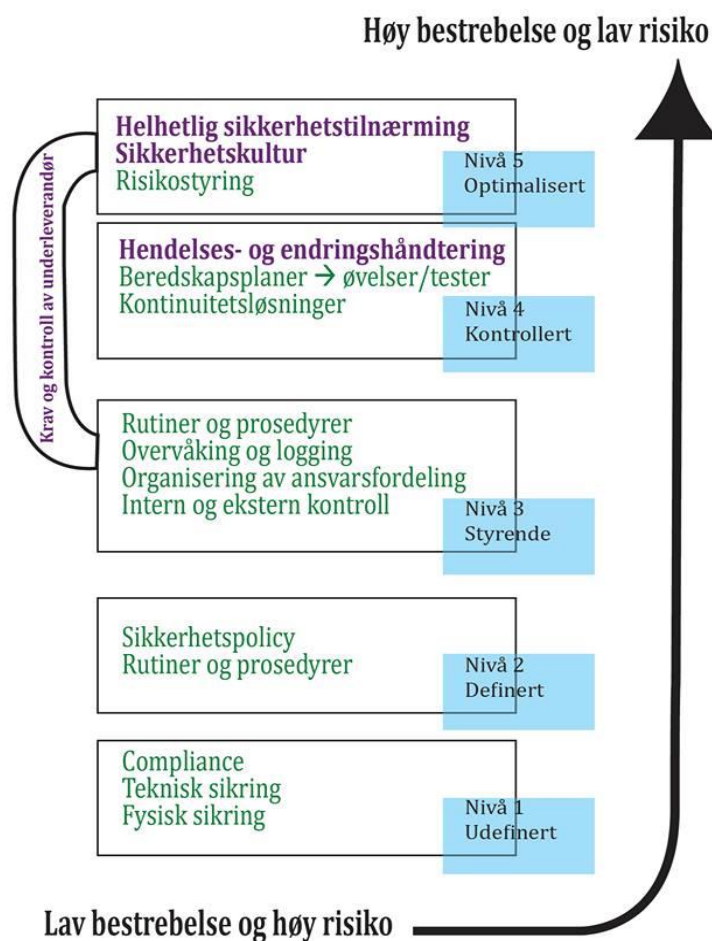 Høy bestrebelse og lav risiko
Krav og kontroll av underleverandør
Helhetlig sikkerhetstilnærming
Sikkerhetskultur
Risikostyring
Nivå 5
Optimalisert
Hendelses- og endringshåndtering
Beredskapsplaner → øvelser/tester
Kontinuitetsløsninger
Nivå 4
Kontrollert
Rutiner og prosedyrer
Overvåking og logging
Organisering av ansvarsfordeling
Intern og ekstern kontroll
Nivå 3
Styrende
Sikkerhetspolicy
Rutiner og prosedyrer
Nivå 2
Definert
Compliance
Teknisk sikring
Fysisk sikring
Nivå 1
Udefinert
Lav bestrebelse og høy risiko